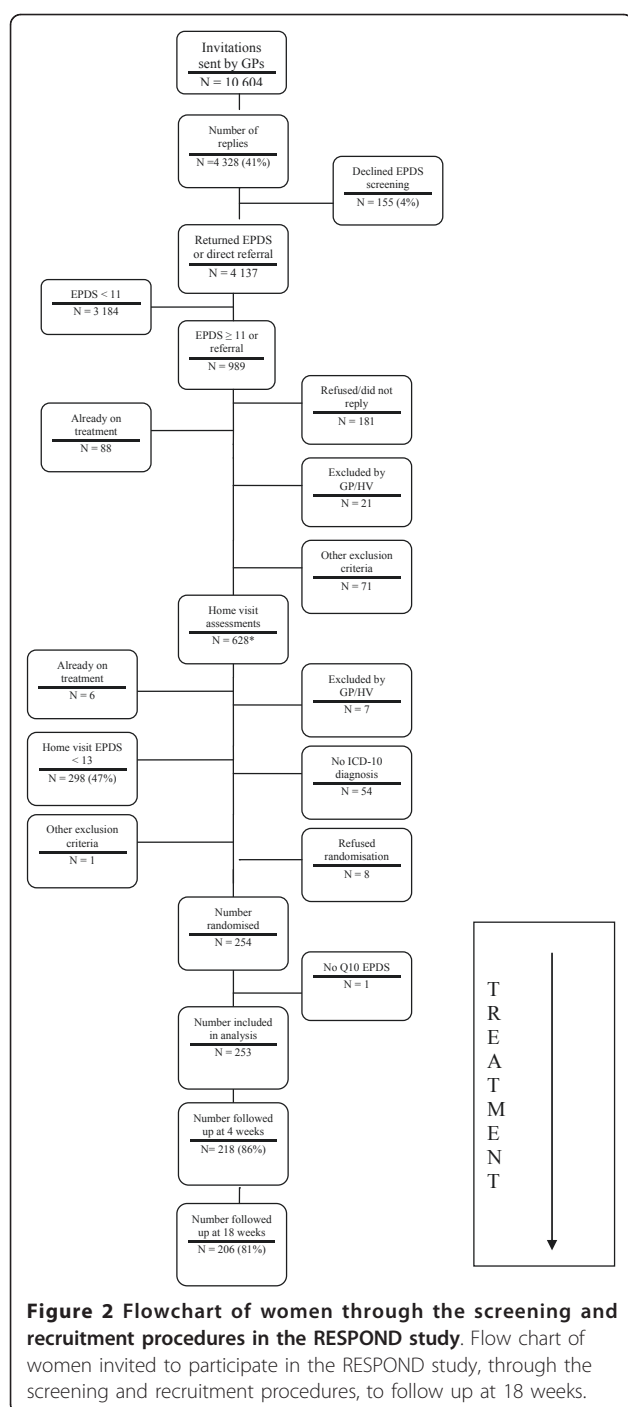 Invitations
sent by GPs
N = 10 604
Number of
replies
N =4 328 (41%)
Declined EPDS
screening
N = 155 (4%)
Returned EPDS
or direct referral
N = 4 137
EPDS < 11
N = 3 184
EPDS ≥ 11 or
referral
N = 989
Refused/did not
reply
N = 181
Already on
treatment
N = 88
Excluded by
GP/HV
N = 21
Other exclusion
criteria
N = 71
Home visit
assessments
N = 628*
Already on
treatment
N = 6
Excluded by
GP/HV
N = 7
Home visit EPDS
< 13
N = 298 (47%)
No ICD-10
diagnosis
N = 54
Other exclusion
criteria
N = 1
Refused
randomisation
N = 8
Number
randomised
N = 254
No Q10 EPDS
N = 1
Number included
in analysis
N = 253
Number followed
up at 4 weeks
N= 218 (86%)
Number followed
up at 18 weeks
N = 206 (81%)
T
R
E
A
T
M
E
N
T
Figure 2 Flowchart of women through the screening and
recruitment procedures in the RESPOND study. Flow chart of
women invited to participate in the RESPOND study, through the
screening and recruitment procedures, to follow up at 18 weeks.